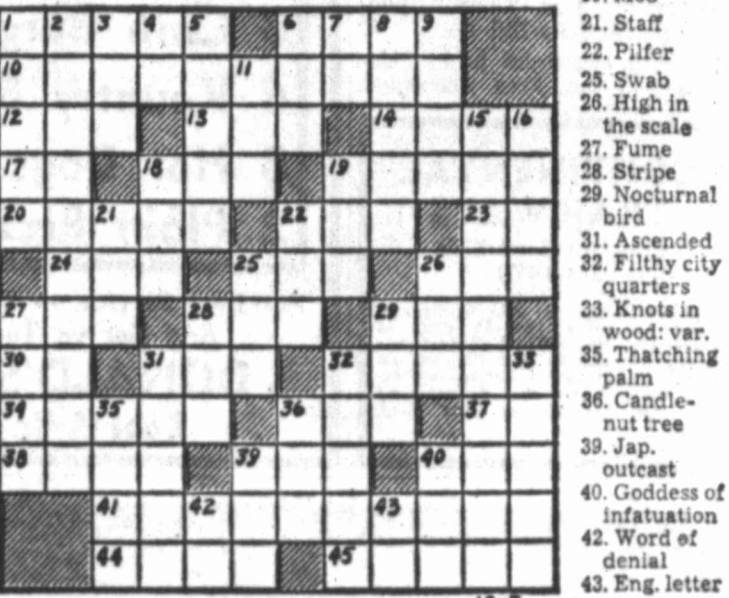 1 2 3 4 5 6 7 8 9
10 11
12 13 14 15 16
17 18 19
20 21 22 23
24 25 26
27 28 29
30 31 32 33
34 35 36 37
38 39 40
41 42 43
44 45
21. Staff
22. Pilfer
25. Swab
26. High in
the scale
27. Fume
28. Stripe
29. Nocturnal
bird
31. Ascended
32. Filthy city
quarters
33. Knots in
wood: var.
35. Thatching
palm
36. Candle-
nut tree
39. Jap.
outcast
40. Goddess of
infatuation
42. Word of
denial
43. Eng. letter